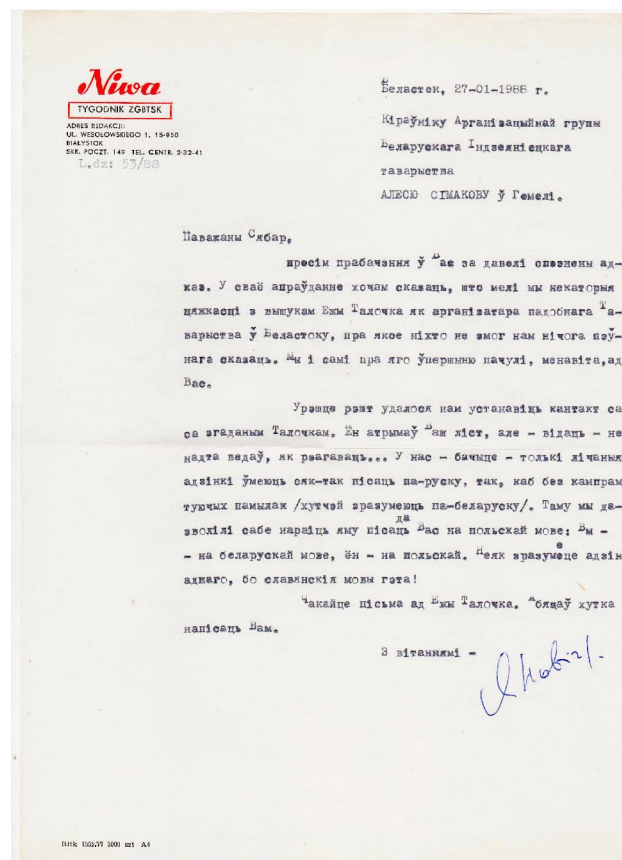 Niwa
TYGODNIK ZGBTSK
ADRES REDAKCJI:
UL. WESOŁOWSKIEGO 1, 15-950
BIAŁYSTOK
SKR. POCZT. 149 TEL. CENTR. 2-32-41
L.dz: 53/88
Беласток, 27-01-1988 г.
Кіраўніку Арганізацыйнай групы
Беларускага Індзеяніецкага
таварыства
АЛЕСЮ СІМАКОВУ ў Гемелі.
Паважаны Сябар,
просім прабачэння ў Вас за даволі спознены ад-
каз. У сваё апраўданне хочам сказаць, што мелі мы некаторыя
цяжкасці з вышукам Ежы Талочка як арганізатара падобнага Та-
варыства ў Беластоку, пра якое ніхто не змог нам нічога пэў-
нага сказаць. Мы і самі пра яго ўпершыню пачулі, менавіта,ад
Вас.
Урэшце рэшт удалося нам устанавіць кантакт са
са згаданым Талочкам. Ён атрымаў Ваш ліст, але - відаць - не
надта ведаў, як рэагаваць... У нас - бачыце - толькі лічаныя
адзінкі ўмеюць сяк-так пісаць па-руску, так, каб без кампрам
туючых памылак /хутчэй зразумеюць па-беларуску/. Таму мы да-
зволілі сабе нараіць яму пісаць да Вас на польскай мове: Вы -
- на беларускай мове, ён - на польскай. Неяк зразумеце адзін
аднаго, бо славянскія мовы гэта!
Чакайце пісьма ад Ежы Талочка. Абяцаў хутка
напісаць Вам.
З вітаннямі -